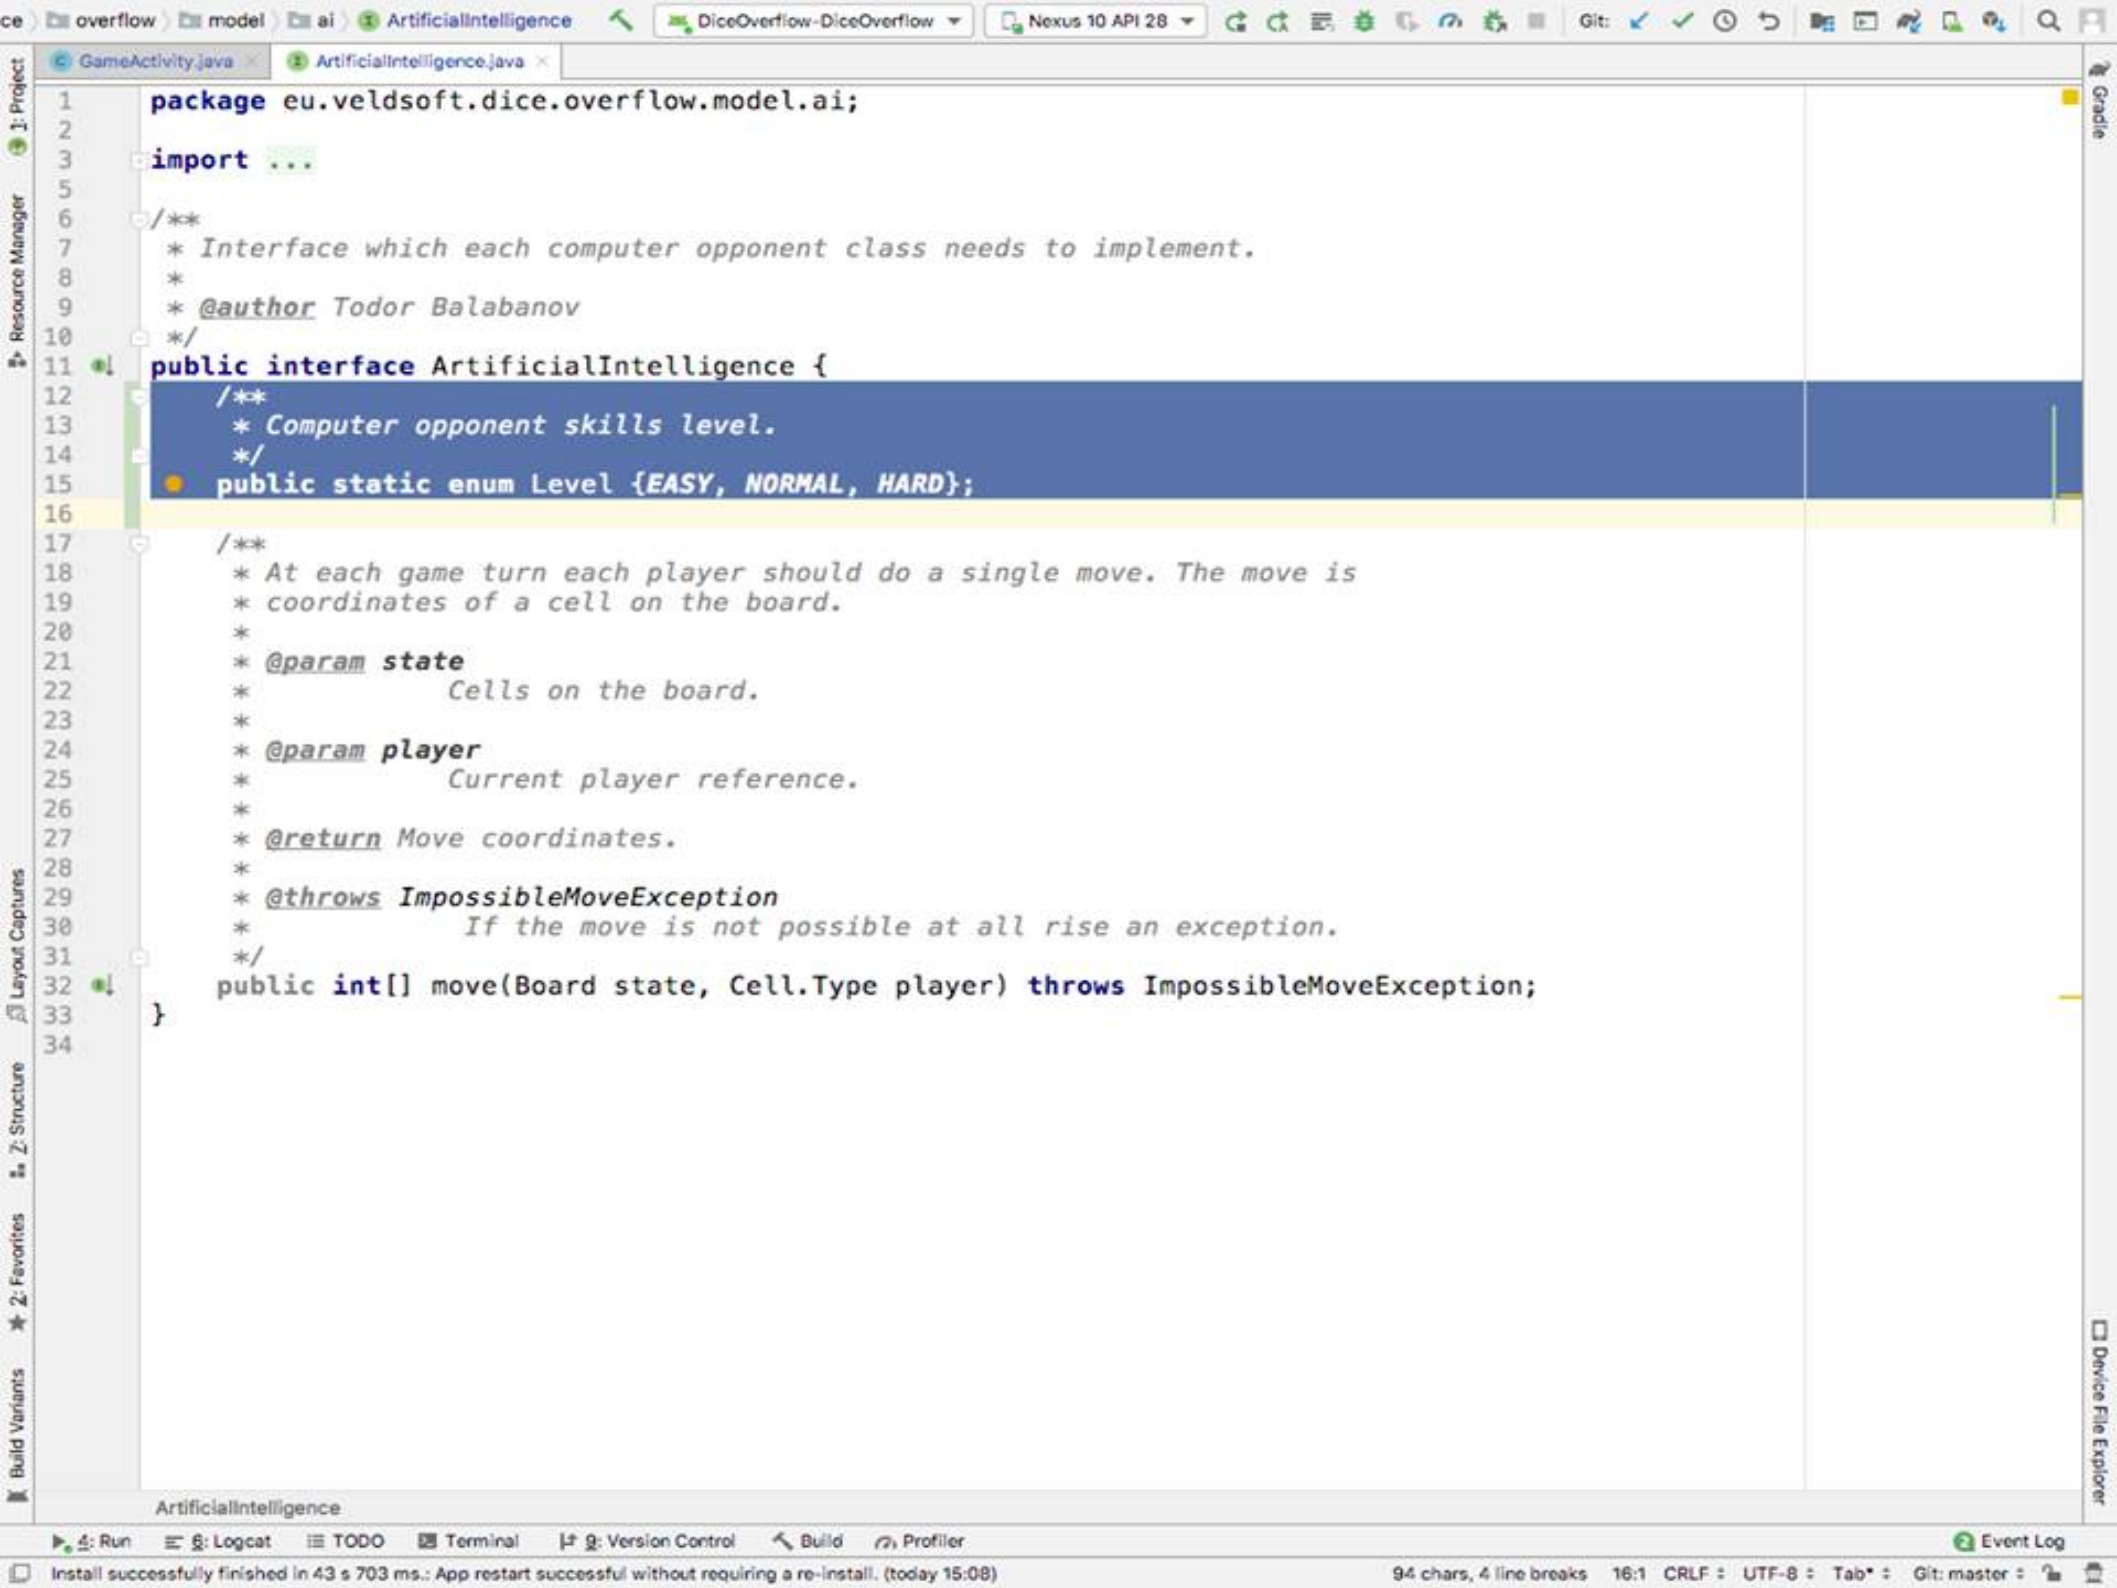 ce overflow model ai ArtificialIntelligence DiceOverflow-DiceOverflow Nexus 10 API 28 Git:
GameActivity.java ArtificialIntelligence.java
1: Project
Resource Manager
Layout Captures
Z: Structure
2: Favorites
Build Variants
1 package eu.veldsoft.dice.overflow.model.ai;
2
3 import ...
5
6 /**
7 * Interface which each computer opponent class needs to implement.
8 *
9 * @author Todor Balabanov
10 */
11 public interface ArtificialIntelligence {
12 /**
13 * Computer opponent skills level.
14 */
15 public static enum Level {EASY, NORMAL, HARD};
16
17 /**
18 * At each game turn each player should do a single move. The move is
19 * coordinates of a cell on the board.
20 *
21 * @param state
22 * Cells on the board.
23 *
24 * @param player
25 * Current player reference.
26 *
27 * @return Move coordinates.
28 *
29 * @throws ImpossibleMoveException
30 * If the move is not possible at all rise an exception.
31 */
32 public int[] move(Board state, Cell.Type player) throws ImpossibleMoveException;
33 }
34
Gradle
Device File Explorer
ArtificialIntelligence
4: Run 6: Logcat TODO Terminal 9: Version Control Build Profiler Event Log
Install successfully finished in 43 s 703 ms.: App restart successful without requiring a re-install. (today 15:08) 94 chars, 4 line breaks 16:1 CRLF UTF-8 Tab* Git: master